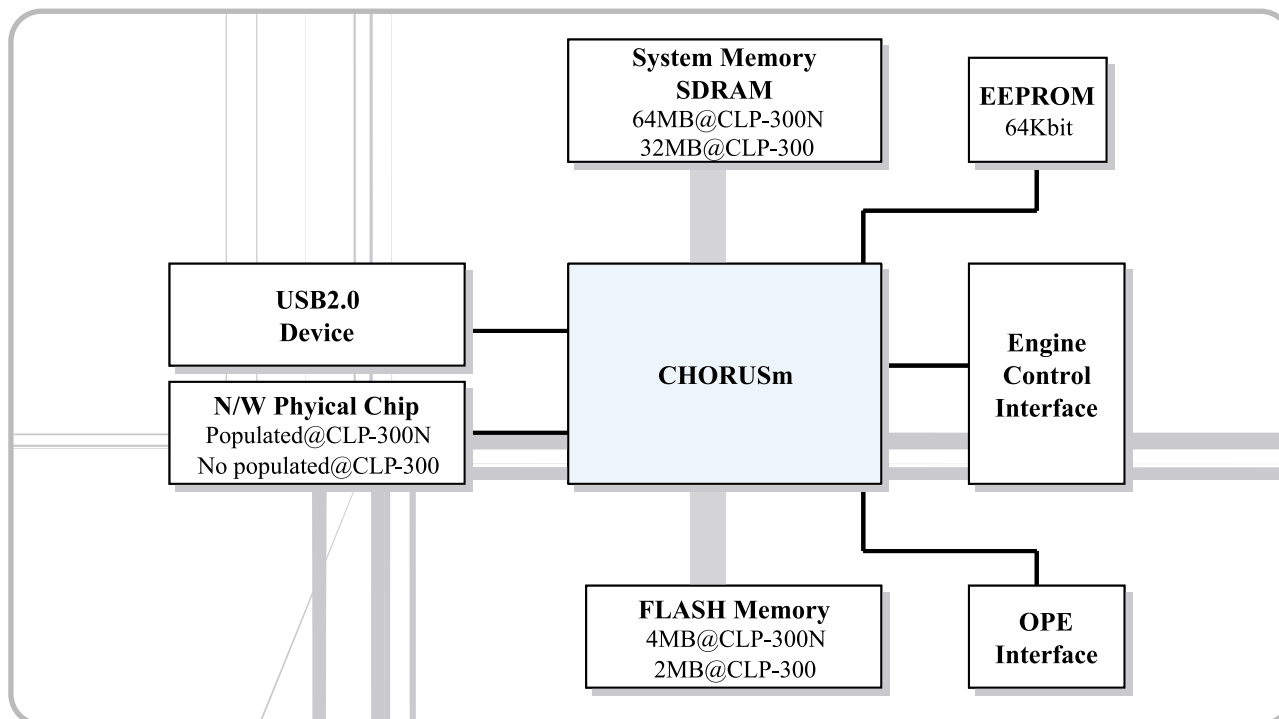 System Memory
SDRAM
64MB@CLP-300N
32MB@CLP-300
EEPROM
64Kbit
USB2.0
Device
N/W Phyical Chip
Populated@CLP-300N
No populated@CLP-300
CHORUSm
Engine
Control
Interface
FLASH Memory
4MB@CLP-300N
2MB@CLP-300
OPE
Interface